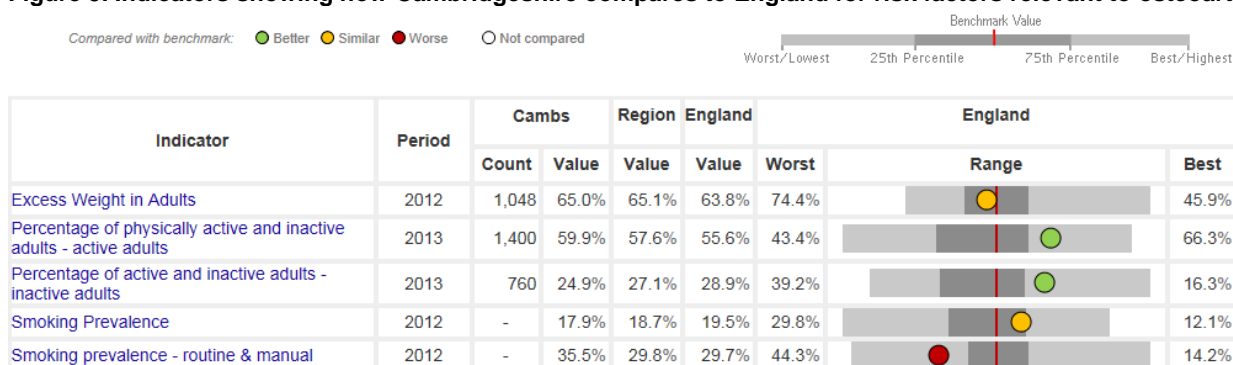 Benchmark Value
Compared with benchmark: Better Similar Worse Not compared
Worst/Lowest 25th Percentile 75th Percentile Best/Highest
Indicator Period Cambs Region England England
Count Value Value Value Worst Range Best
Excess Weight in Adults 2012 1,048 65.0% 65.1% 63.8% 74.4% 45.9%
Percentage of physically active and inactive
adults - active adults 2013 1,400 59.9% 57.6% 55.6% 43.4% 66.3%
Percentage of active and inactive adults -
inactive adults 2013 760 24.9% 27.1% 28.9% 39.2% 16.3%
Smoking Prevalence 2012 - 17.9% 18.7% 19.5% 29.8% 12.1%
Smoking prevalence - routine & manual 2012 - 35.5% 29.8% 29.7% 44.3% 14.2%